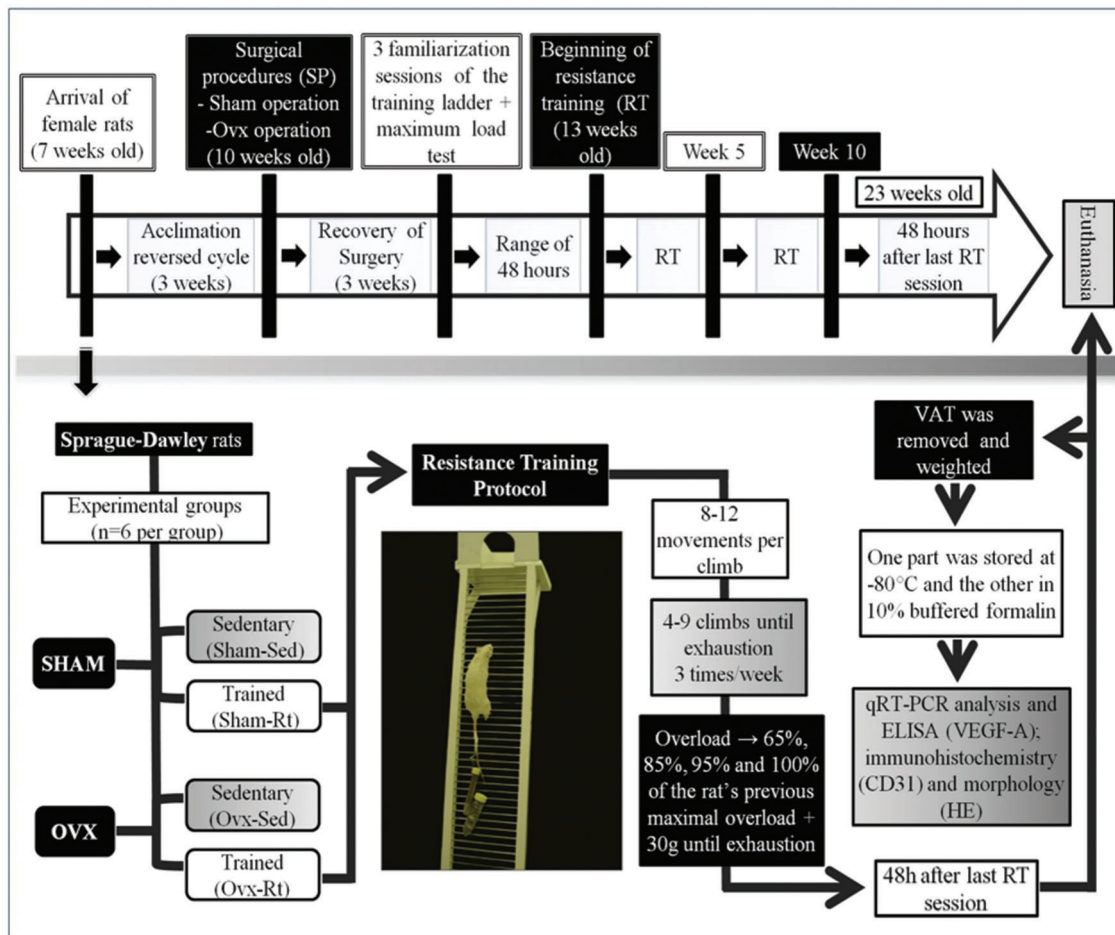 Arrival of
female rats
(7 weeks old)
Surgical
procedures (SP)
- Sham operation
-Ovx operation
(10 weeks old)
3 familiarization
sessions of the
training ladder +
maximum load
test
Beginning of
resistance
training (RT
(13 weeks
old)
Week 5
Week 10
23 weeks old
Acclimation
reversed cycle
(3 weeks)
Recovery of
Surgery
(3 weeks)
Range of
48 hours
RT
RT
48 hours
after last RT
session
Euthanasia
Sprague-Dawley rats
Experimental groups
(n=6 per group)
SHAM
Sedentary
(Sham-Sed)
Trained
(Sham-Rt)
OVX
Sedentary
(Ovx-Sed)
Trained
(Ovx-Rt)
Resistance Training
Protocol
8-12
movements per
climb
4-9 climbs until
exhaustion
3 times/week
Overload → 65%,
85%, 95% and 100%
of the rat's previous
maximal overload +
30g until exhaustion
48h after last RT
session
VAT was
removed and
weighted
One part was stored at
-80°C and the other in
10% buffered formalin
qRT-PCR analysis and
ELISA (VEGF-A);
immunohistochemistry
(CD31) and morphology
(HE)